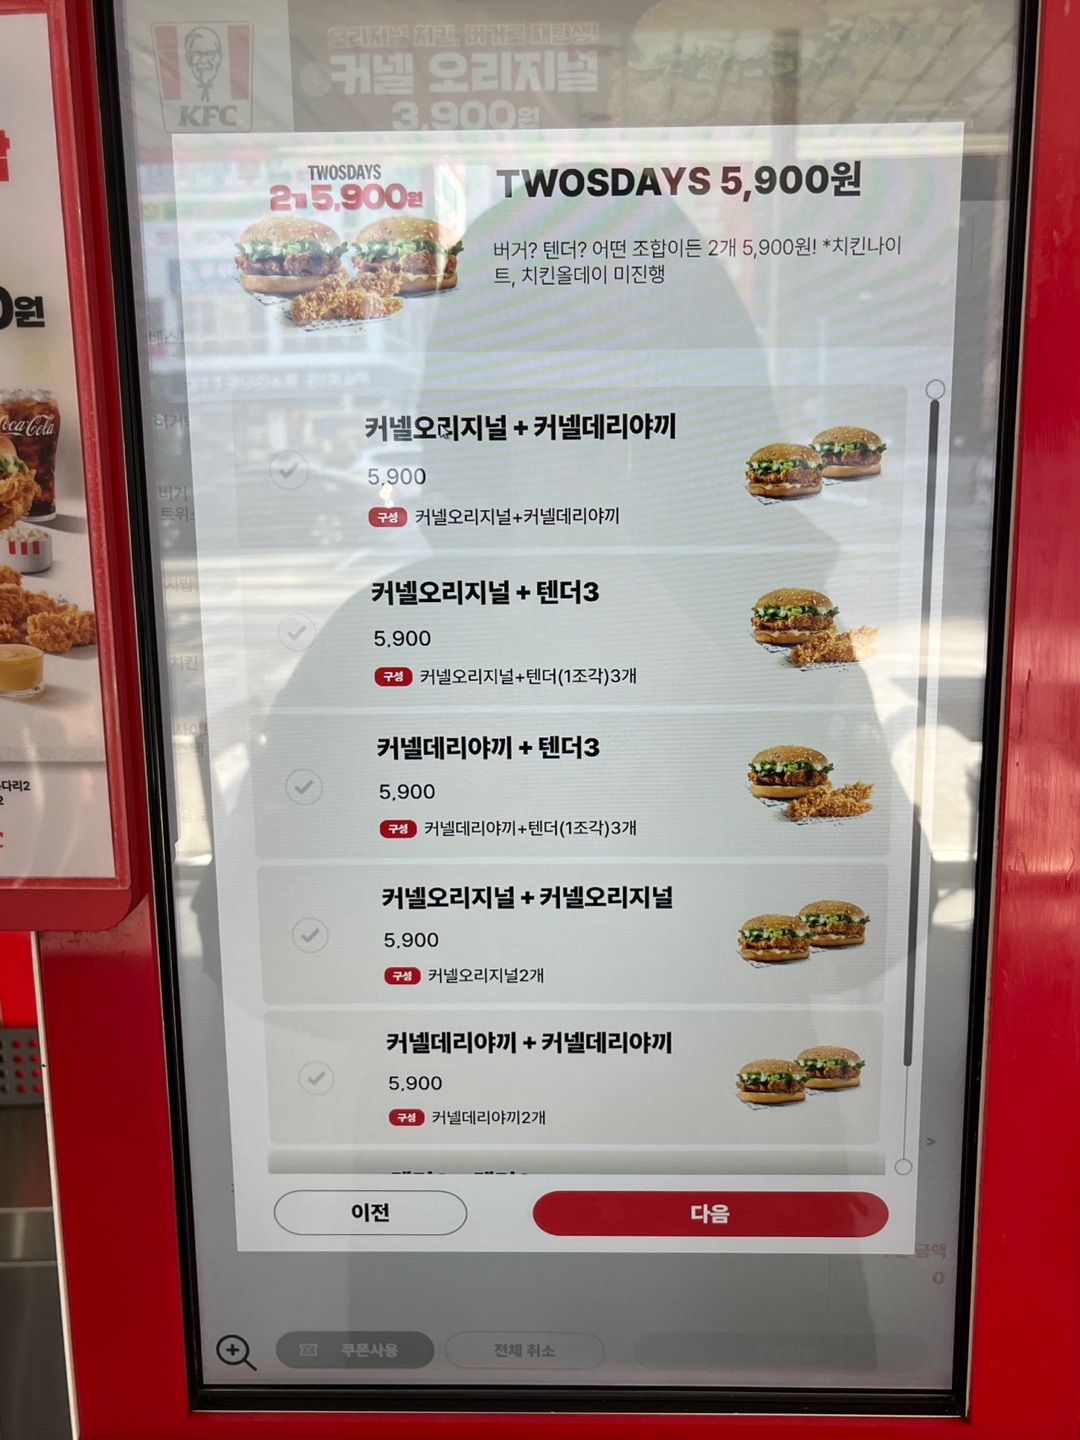 커넬 오리지널
3,900원
KFC
TWOSDAYS
2개 5,900원
TWOSDAYS 5,900원
버거? 텐더? 어떤 조합이든 2개 5,900원! *치킨나이
트, 치킨올데이 미진행
0원
Coca-Cola
커넬오리지널 + 커넬데리야끼
5,900
구성 커넬오리지널+커넬데리야끼
커넬오리지널 + 텐더3
5,900
구성 커넬오리지널+텐더(1조각)3개
커넬데리야끼 + 텐더3
5,900
구성 커넬데리야끼+텐더(1조각)3개
다리2
커넬오리지널 + 커넬오리지널
5,900
구성 커넬오리지널2개
커넬데리야끼 + 커넬데리야끼
5,900
구성 커넬데리야끼2개
이전
다음
금액
0
쿠폰사용
전체 취소